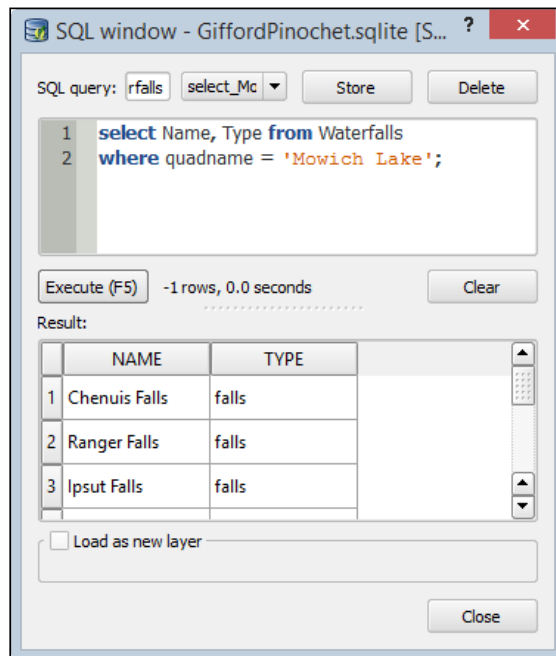 SQL window - GiffordPinochet.sqlite [S... ? ×
SQL query: rfalls select_Mc Store Delete
1 select Name, Type from Waterfalls
2 where quadname = 'Mowich Lake';
Execute (F5) -1 rows, 0.0 seconds Clear
Result:
NAME TYPE
1 Chenuis Falls falls
2 Ranger Falls falls
3 Ipsut Falls falls
Load as new layer
Close